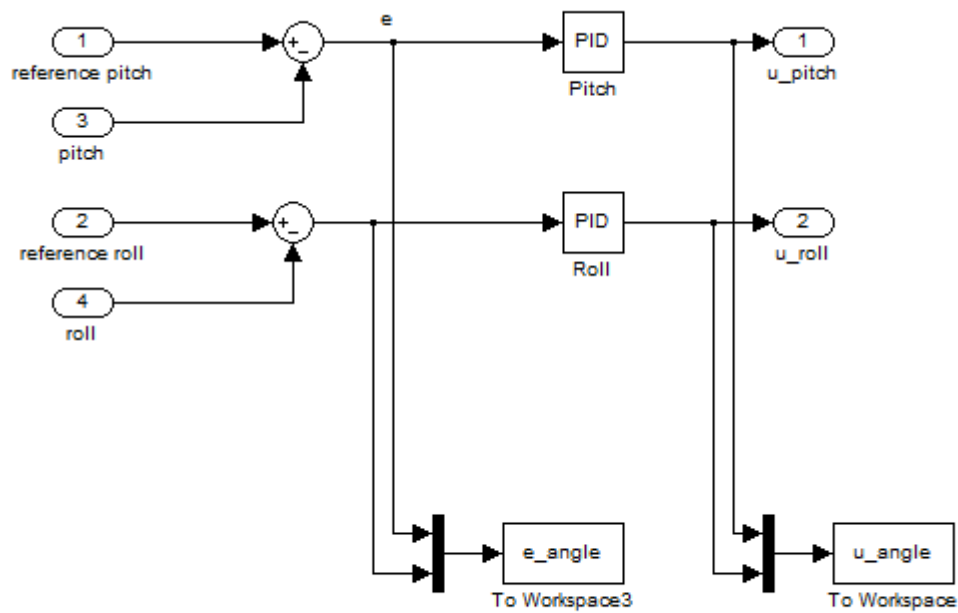 e
1
reference pitch
+
−
PID
Pitch
1
u_pitch
3
pitch
2
reference roll
+
−
PID
Roll
2
u_roll
4
roll
e_angle
To Workspace3
u_angle
To Workspace